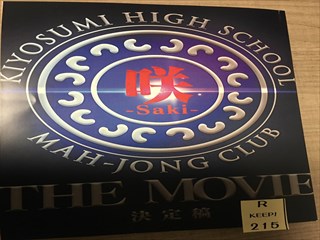 KIYOSUMI HIGH SCHOOL
咲
-Saki-
MAH-JONG CLUB
THE MOVIE
決定稿
R
KEEP!
215